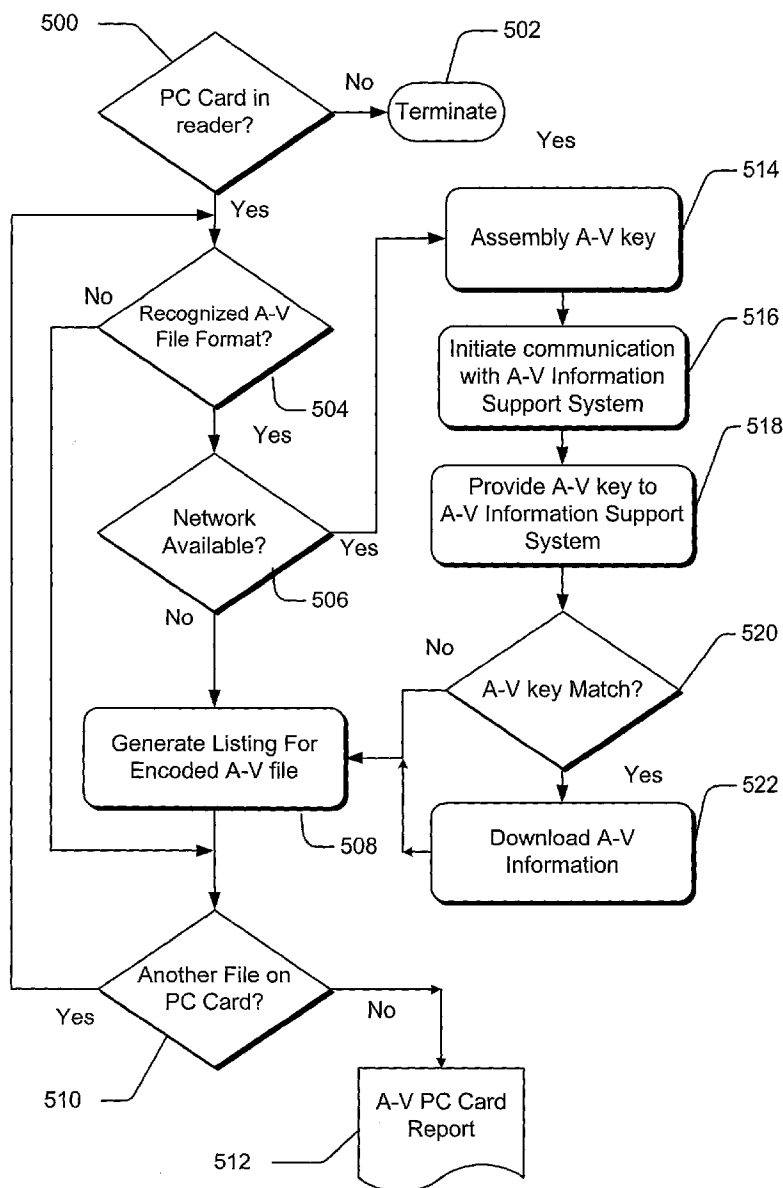 500
PC Card in
reader?
No
502
Terminate
Yes
Yes
514
Assembly A-V key
No
Recognized A-V
File Format?
504
Yes
516
Initiate communication
with A-V Information
Support System
518
Provide A-V key to
A-V Information Support
System
Network
Available?
Yes
506
No
520
No
A-V key Match?
Yes
Generate Listing For
Encoded A-V file
508
522
Download A-V
Information
Another File on
PC Card?
Yes
No
510
A-V PC Card
Report
512